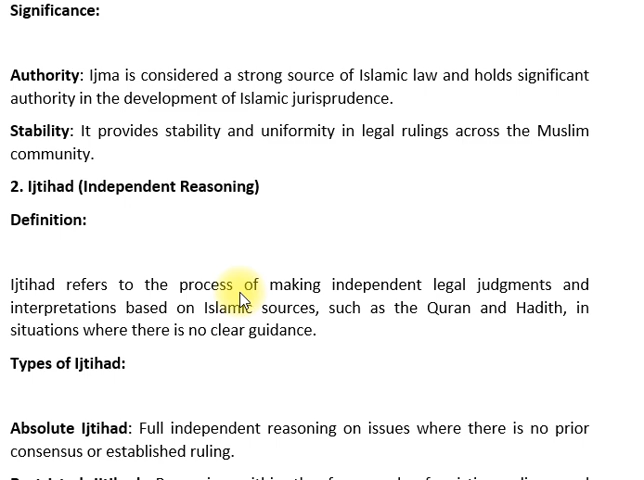 Significance:
Authority: Ijma is considered a strong source of Islamic law and holds significant
authority in the development of Islamic jurisprudence.
Stability: It provides stability and uniformity in legal rulings across the Muslim
community.
2. Ijtihad (Independent Reasoning)
Definition:
Ijtihad refers to the process of making independent legal judgments and
interpretations based on Islamic sources, such as the Quran and Hadith, in
situations where there is no clear guidance.
Types of Ijtihad:
Absolute Ijtihad: Full independent reasoning on issues where there is no prior
consensus or established ruling.